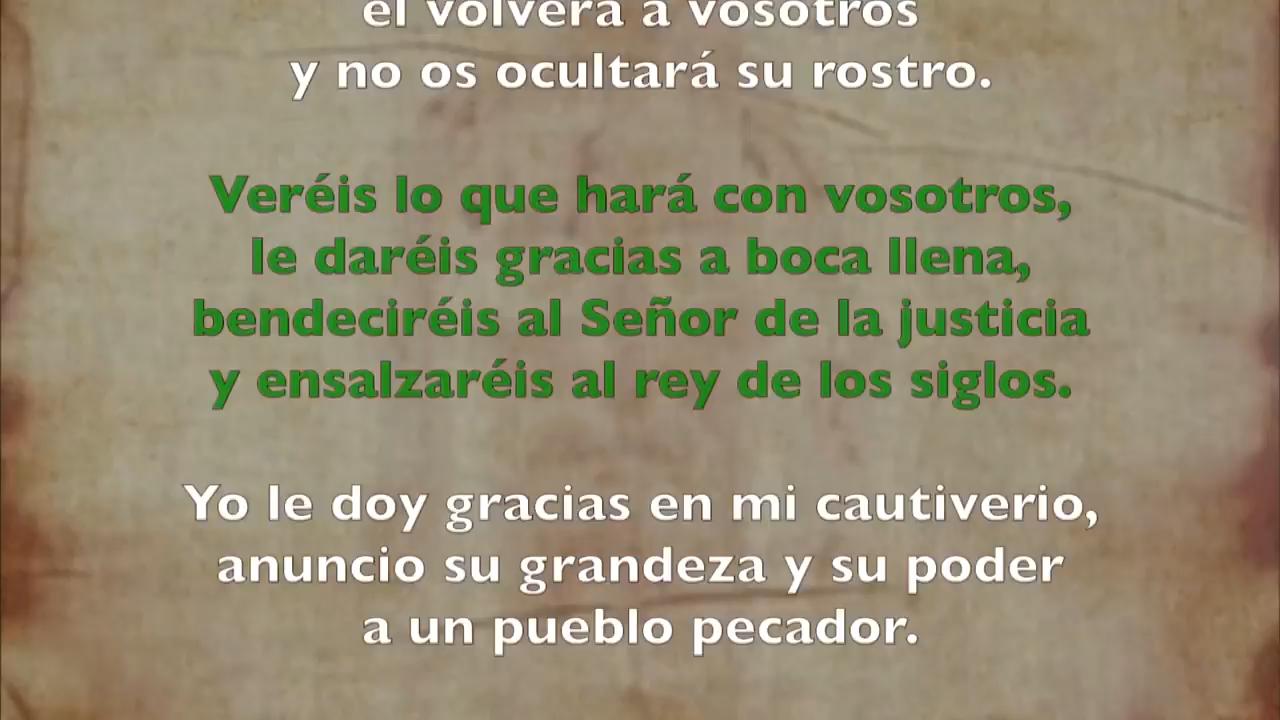 él volverá a vosotros
y no os ocultará su rostro.
Veréis lo que hará con vosotros,
le daréis gracias a boca llena,
bendeciréis al Señor de la justicia
y ensalzaréis al rey de los siglos.
Yo le doy gracias en mi cautiverio,
anuncio su grandeza y su poder
a un pueblo pecador.